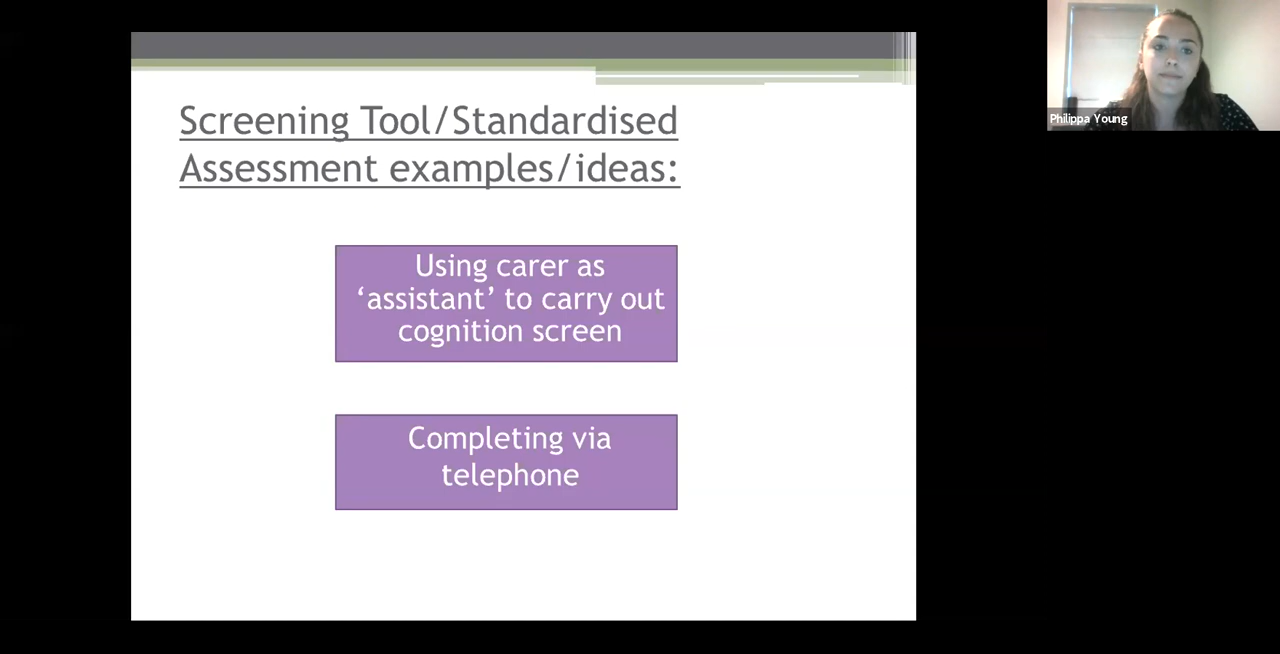 Screening Tool/Standardised
Assessment examples/ideas:
Using carer as
‘assistant’ to carry out
cognition screen
Completing via
telephone
Philippa Young